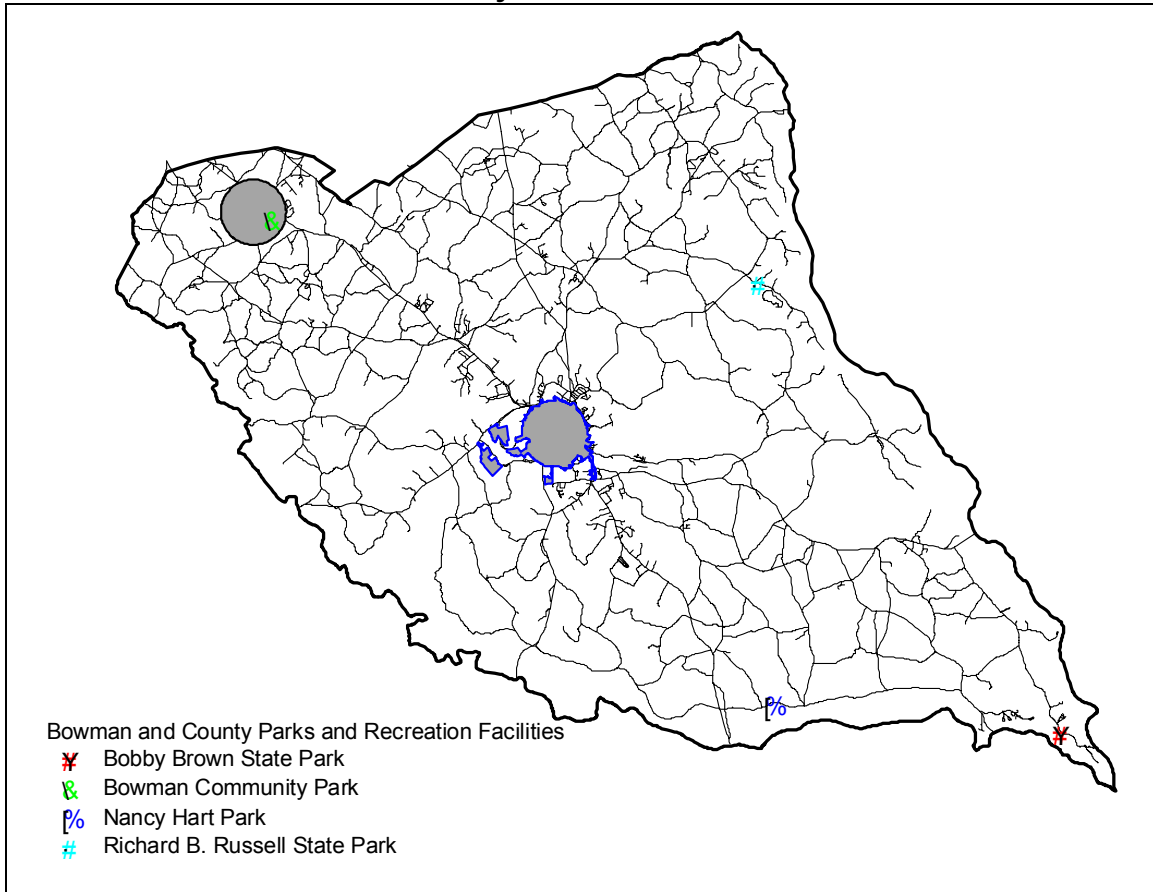 Bowman and County Parks and Recreation Facilities
Bobby Brown State Park
Bowman Community Park
Nancy Hart Park
Richard B. Russell State Park